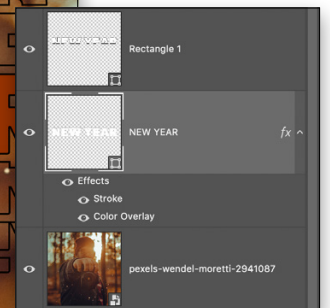 NEW YEAR
Rectangle 1
NEW YEAR
NEW YEAR
fx
Effects
Stroke
Color Overlay
pexels-wendel-moretti-2941087